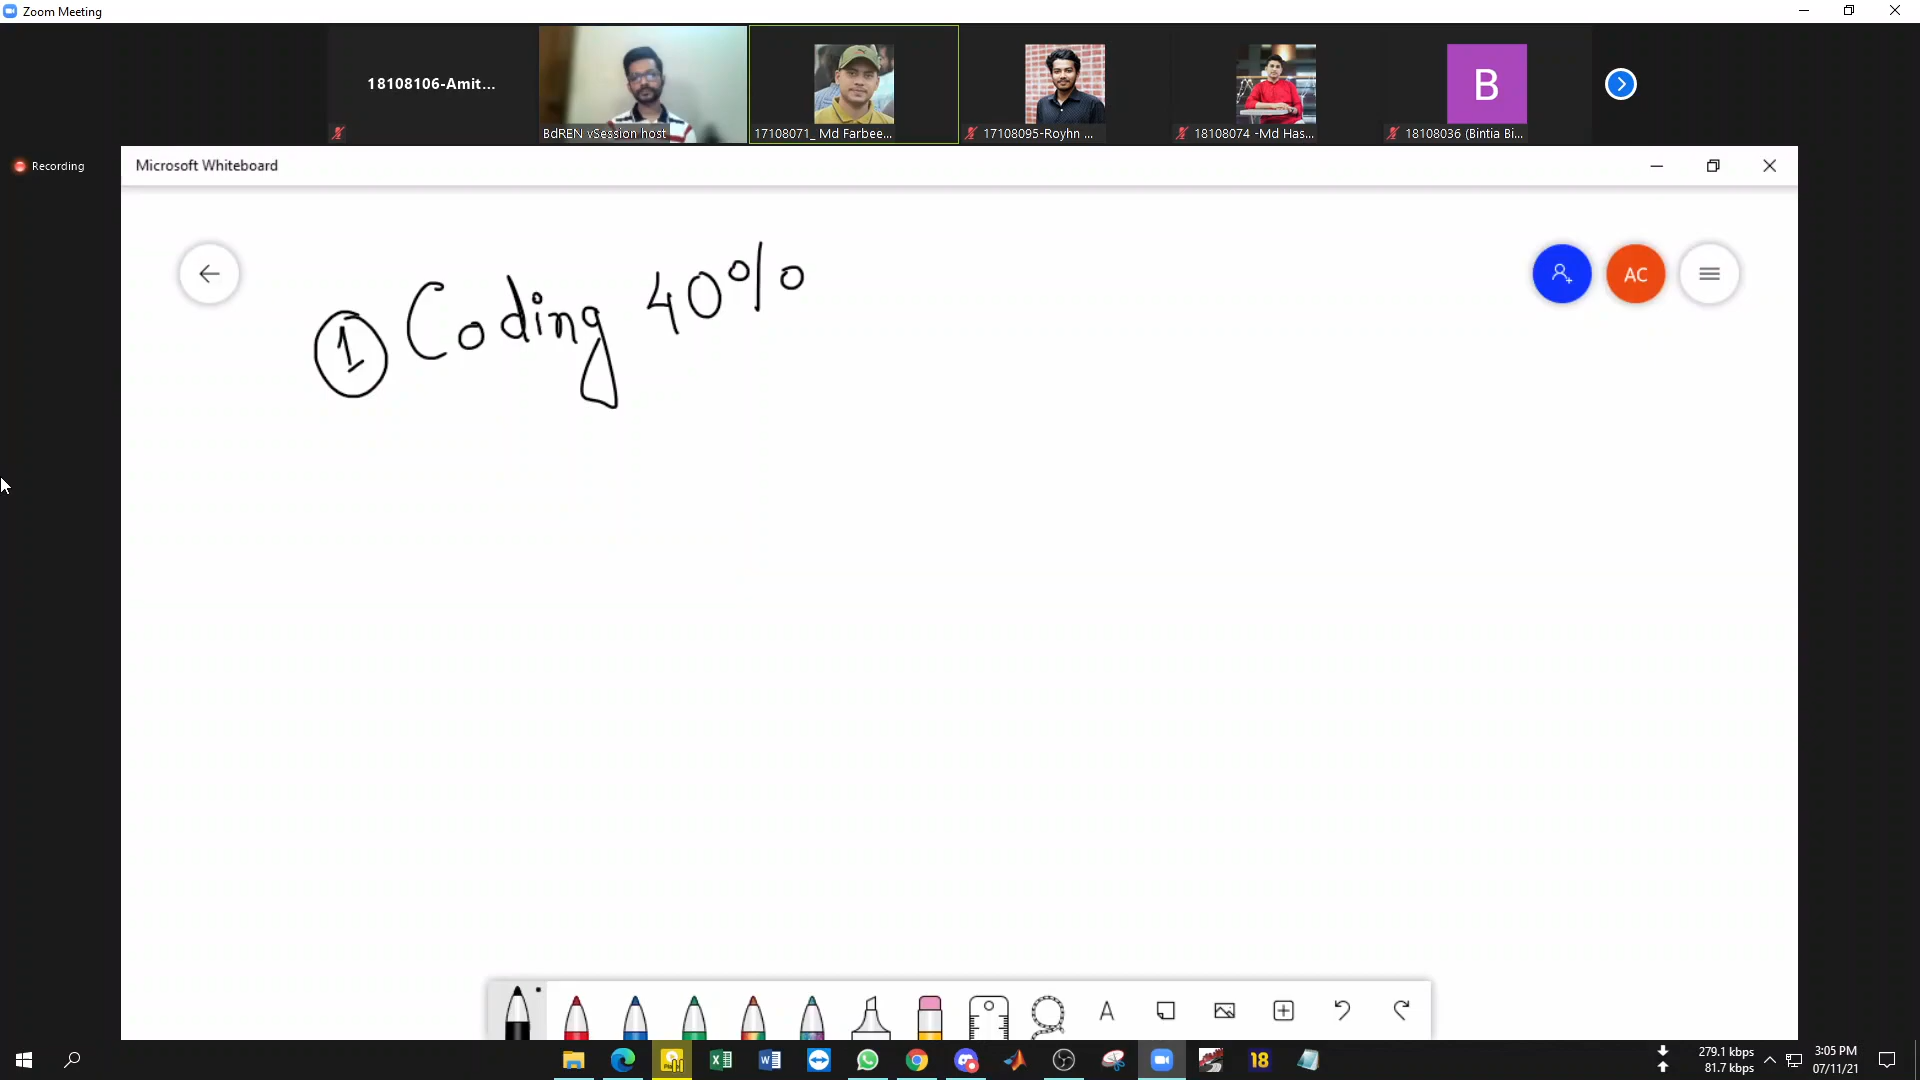 Zoom Meeting
18108106-Amit...
BdREN vSession host
17108071_ Md Farbee...
17108095-Royhn ...
18108074 -Md Has...
B
18108036 (Bintia Bi...
Recording
Microsoft Whiteboard
① Coding 40%
AC
A
18
279.1 kbps
81.7 kbps
3:05 PM
07/11/21